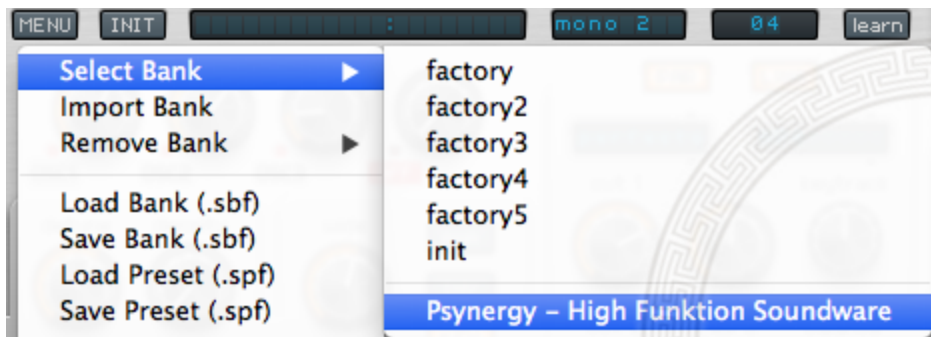 MENU INIT : mono 2 04 learn
Select Bank
Import Bank
Remove Bank
Load Bank (.sbf)
Save Bank (.sbf)
Load Preset (.spf)
Save Preset (.spf)
factory
factory2
factory3
factory4
factory5
init
Psynergy – High Funktion Soundware